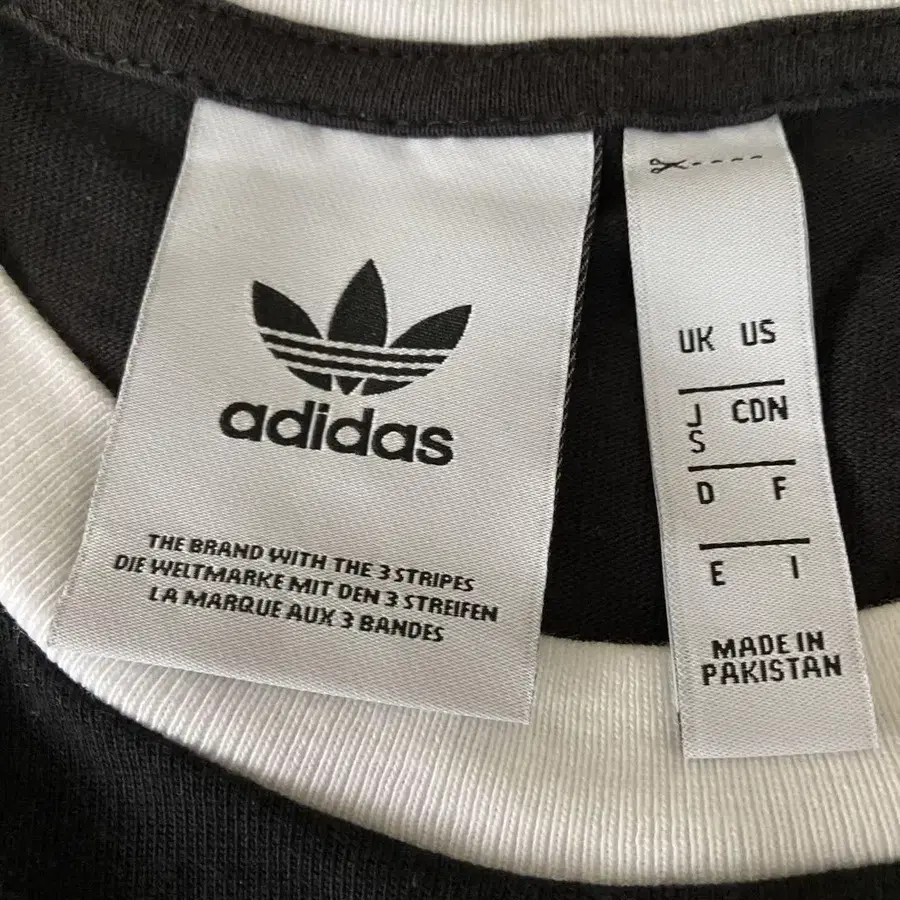 adidas
THE BRAND WITH THE 3 STRIPES
DIE WELTMARKE MIT DEN 3 STREIFEN
LA MARQUE AUX 3 BANDES
UK US
J CDN
S
D F
E I
MADE IN
PAKISTAN